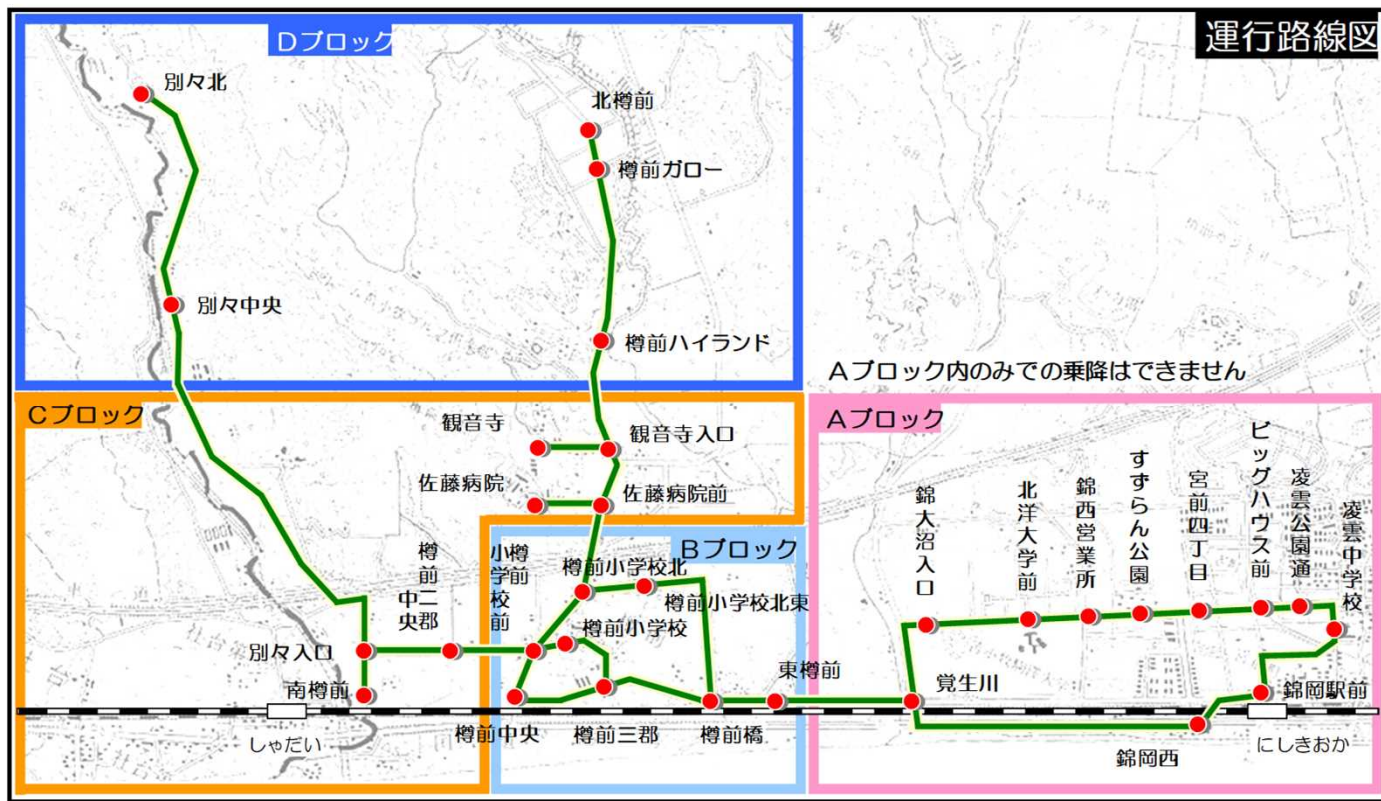 運行路線図
Dブロック
別々北
北樽前
樽前ガロー
別々中央
樽前ハイランド
Aブロック内のみでの乗降はできません
Cブロック
観音寺
観音寺入口
佐藤病院
佐藤病院前
樽前二郡
中央
別々入口
南樽前
しゃだい
Bブロック
樽前
小学校前
樽前小学校北
樽前小学校北東
樽前小学校
東樽前
樽前中央
樽前三郡
樽前橋
Aブロック
錦大沼入口
北洋大学前
錦西営業所
すずらん公園
宮前四丁目
ビッグハウス前
凌雲公園通
凌雲中学校
覚生川
錦岡駅前
錦岡西
にしきおか